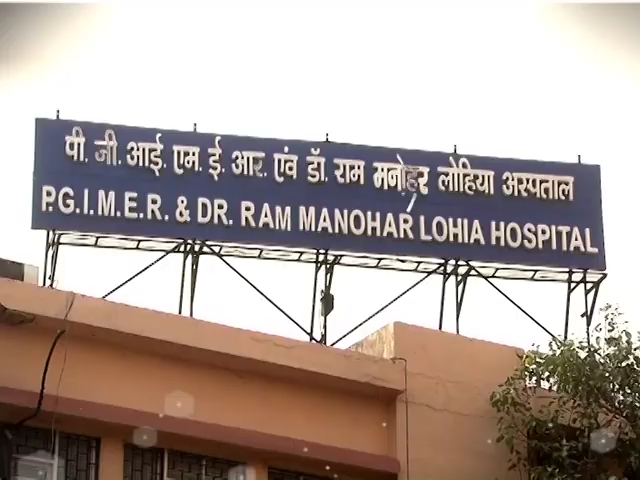 पी. जी. आई. एम. ई. आर. एवं डॉ. राम मनोहर लोहिया अस्पताल
P.G.I.M.E.R. & DR. RAM MANOHAR LOHIA HOSPITAL